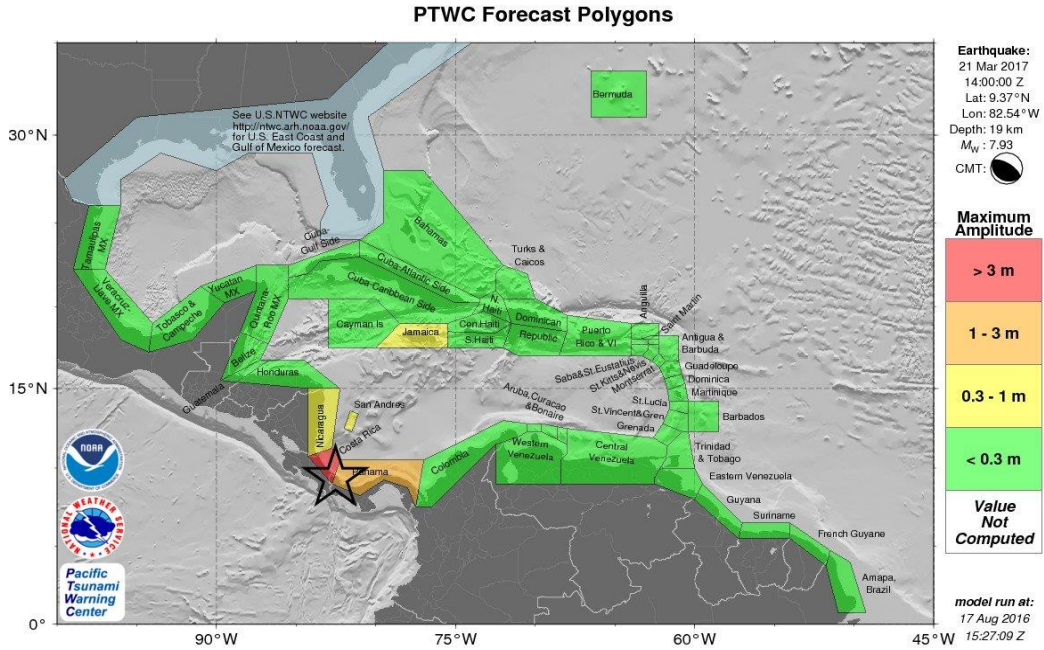 PTWC Forecast Polygons
See U.S.NTWC website
http://ntwc.arh.noaa.gov/
for U.S. East Coast and
Gulf of Mexico forecast.
Bermuda
30°N
15°N
0°
90°W
75°W
60°W
45°W
Tamaulipas
MX
Veracruz-
Llave MX
Tobasco &
Campeche
Yucatan
MX
Quintana-
Roo MX
Belize
Honduras
Guatemala
Cuba-
Gulf Side
Cuba-Atlantic Side
Cuba Caribbean Side
Bahamas
Turks &
Caicos
Cayman Is
Jamaica
N.
Haiti
Cen.Haiti
S.Haiti
Dominican
Republic
Puerto
Rico & VI
Anguilla
Saint Martin
Antigua &
Barbuda
Saba&St.Eustatius
St.Kitts&Nevis
Montserrat
Guadeloupe
Dominica
Martinique
St.Lucia
St.Vincent&Gren
Barbados
Grenada
Aruba,Curacao
&Bonaire
Trinidad
& Tobago
Nicaragua
San Andres
Costa Rica
Panama
Colombia
Western
Venezuela
Central
Venezuela
Eastern Venezuela
Guyana
Suriname
French Guyane
Amapa,
Brazil
NOAA
NATIONAL WEATHER SERVICE
Pacific
Tsunami
Warning
Center
Earthquake:
21 Mar 2017
14:00:00 Z
Lat: 9.37°N
Lon: 82.54°W
Depth: 19 km
Mw : 7.93
CMT:
Maximum
Amplitude
> 3 m
1 - 3 m
0.3 - 1 m
< 0.3 m
Value
Not
Computed
model run at:
17 Aug 2016
15:27:09 Z